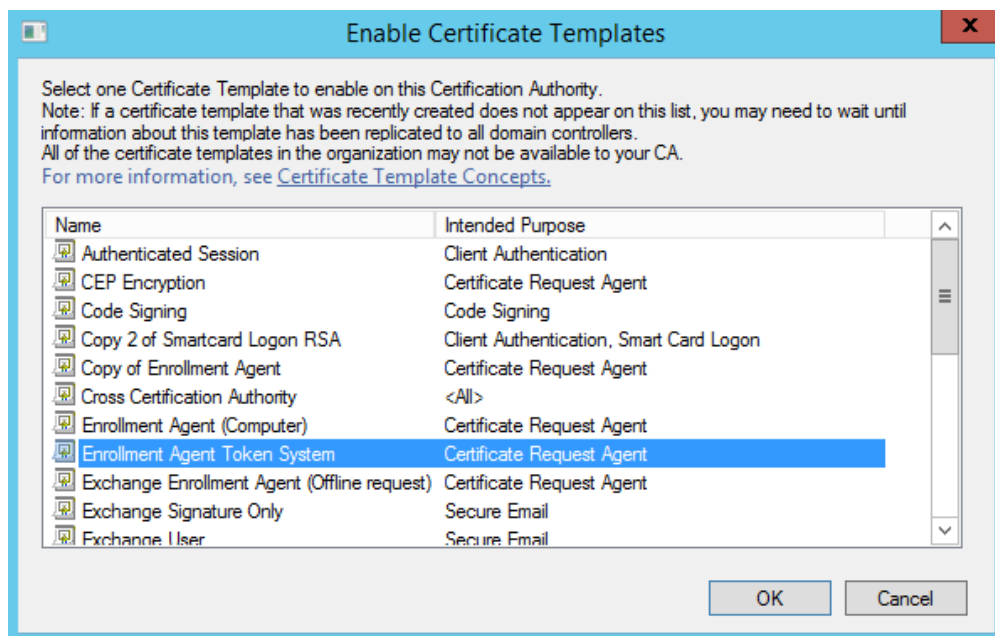 Enable Certificate Templates
x
Select one Certificate Template to enable on this Certification Authority.
Note: If a certificate template that was recently created does not appear on this list, you may need to wait until
information about this template has been replicated to all domain controllers.
All of the certificate templates in the organization may not be available to your CA.
For more information, see Certificate Template Concepts.
Name Intended Purpose
Authenticated Session Client Authentication
CEP Encryption Certificate Request Agent
Code Signing Code Signing
Copy 2 of Smartcard Logon RSA Client Authentication, Smart Card Logon
Copy of Enrollment Agent Certificate Request Agent
Cross Certification Authority <All>
Enrollment Agent (Computer) Certificate Request Agent
Enrollment Agent Token System Certificate Request Agent
Exchange Enrollment Agent (Offline request) Certificate Request Agent
Exchange Signature Only Secure Email
Exchange User Secure Email
OK Cancel